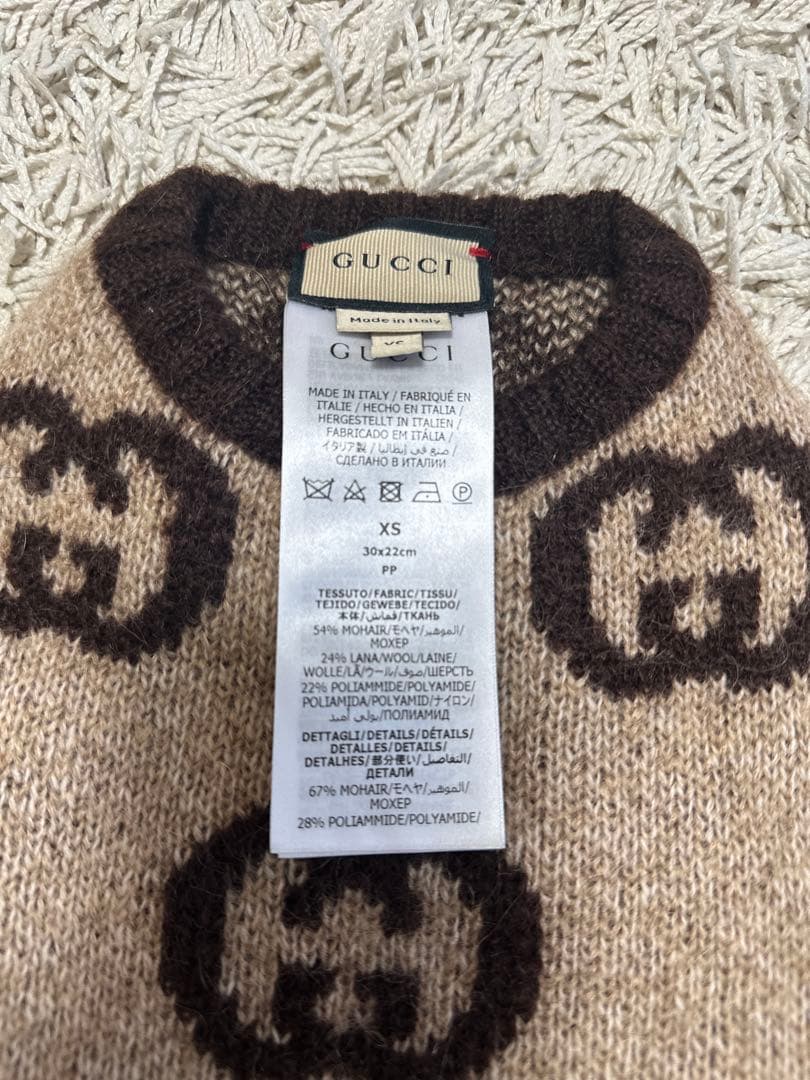 GUCCI
Made in Italy
XS
GUCCI
MADE IN ITALY / FABRIQUÉ EN
ITALIE / HECHO EN ITALIA /
HERGESTELLT IN ITALIEN /
FABRICADO EM ITÁLIA /
イタリア製 / صنع في إيطاليا /
СДЕЛАНО В ИТАЛИИ
P
XS
30x22cm
PP
TESSUTO/FABRIC/TISSU/
TEJIDO/GEWEBE/TECIDO/
本体/قماش/ТКАНЬ
54% MOHAIR/モヘヤ/الموهير/
МОХЕР
24% LANA/WOOL/LAINE/
WOLLE/LÃ/ウール/صوف/ШЕРСТЬ
22% POLIAMMIDE/POLYAMIDE/
POLIAMIDA/POLYAMID/ナイロン/
بولي أميد/ПОЛИАМИД
DETTAGLI/DETAILS/DÉTAILS/
DETALLES/DETAILS/
DETALHES/部分使い/التفاصيل/
ДЕТАЛИ
67% MOHAIR/モヘヤ/الموهير/
МОХЕР
28% POLIAMMIDE/POLYAMIDE/